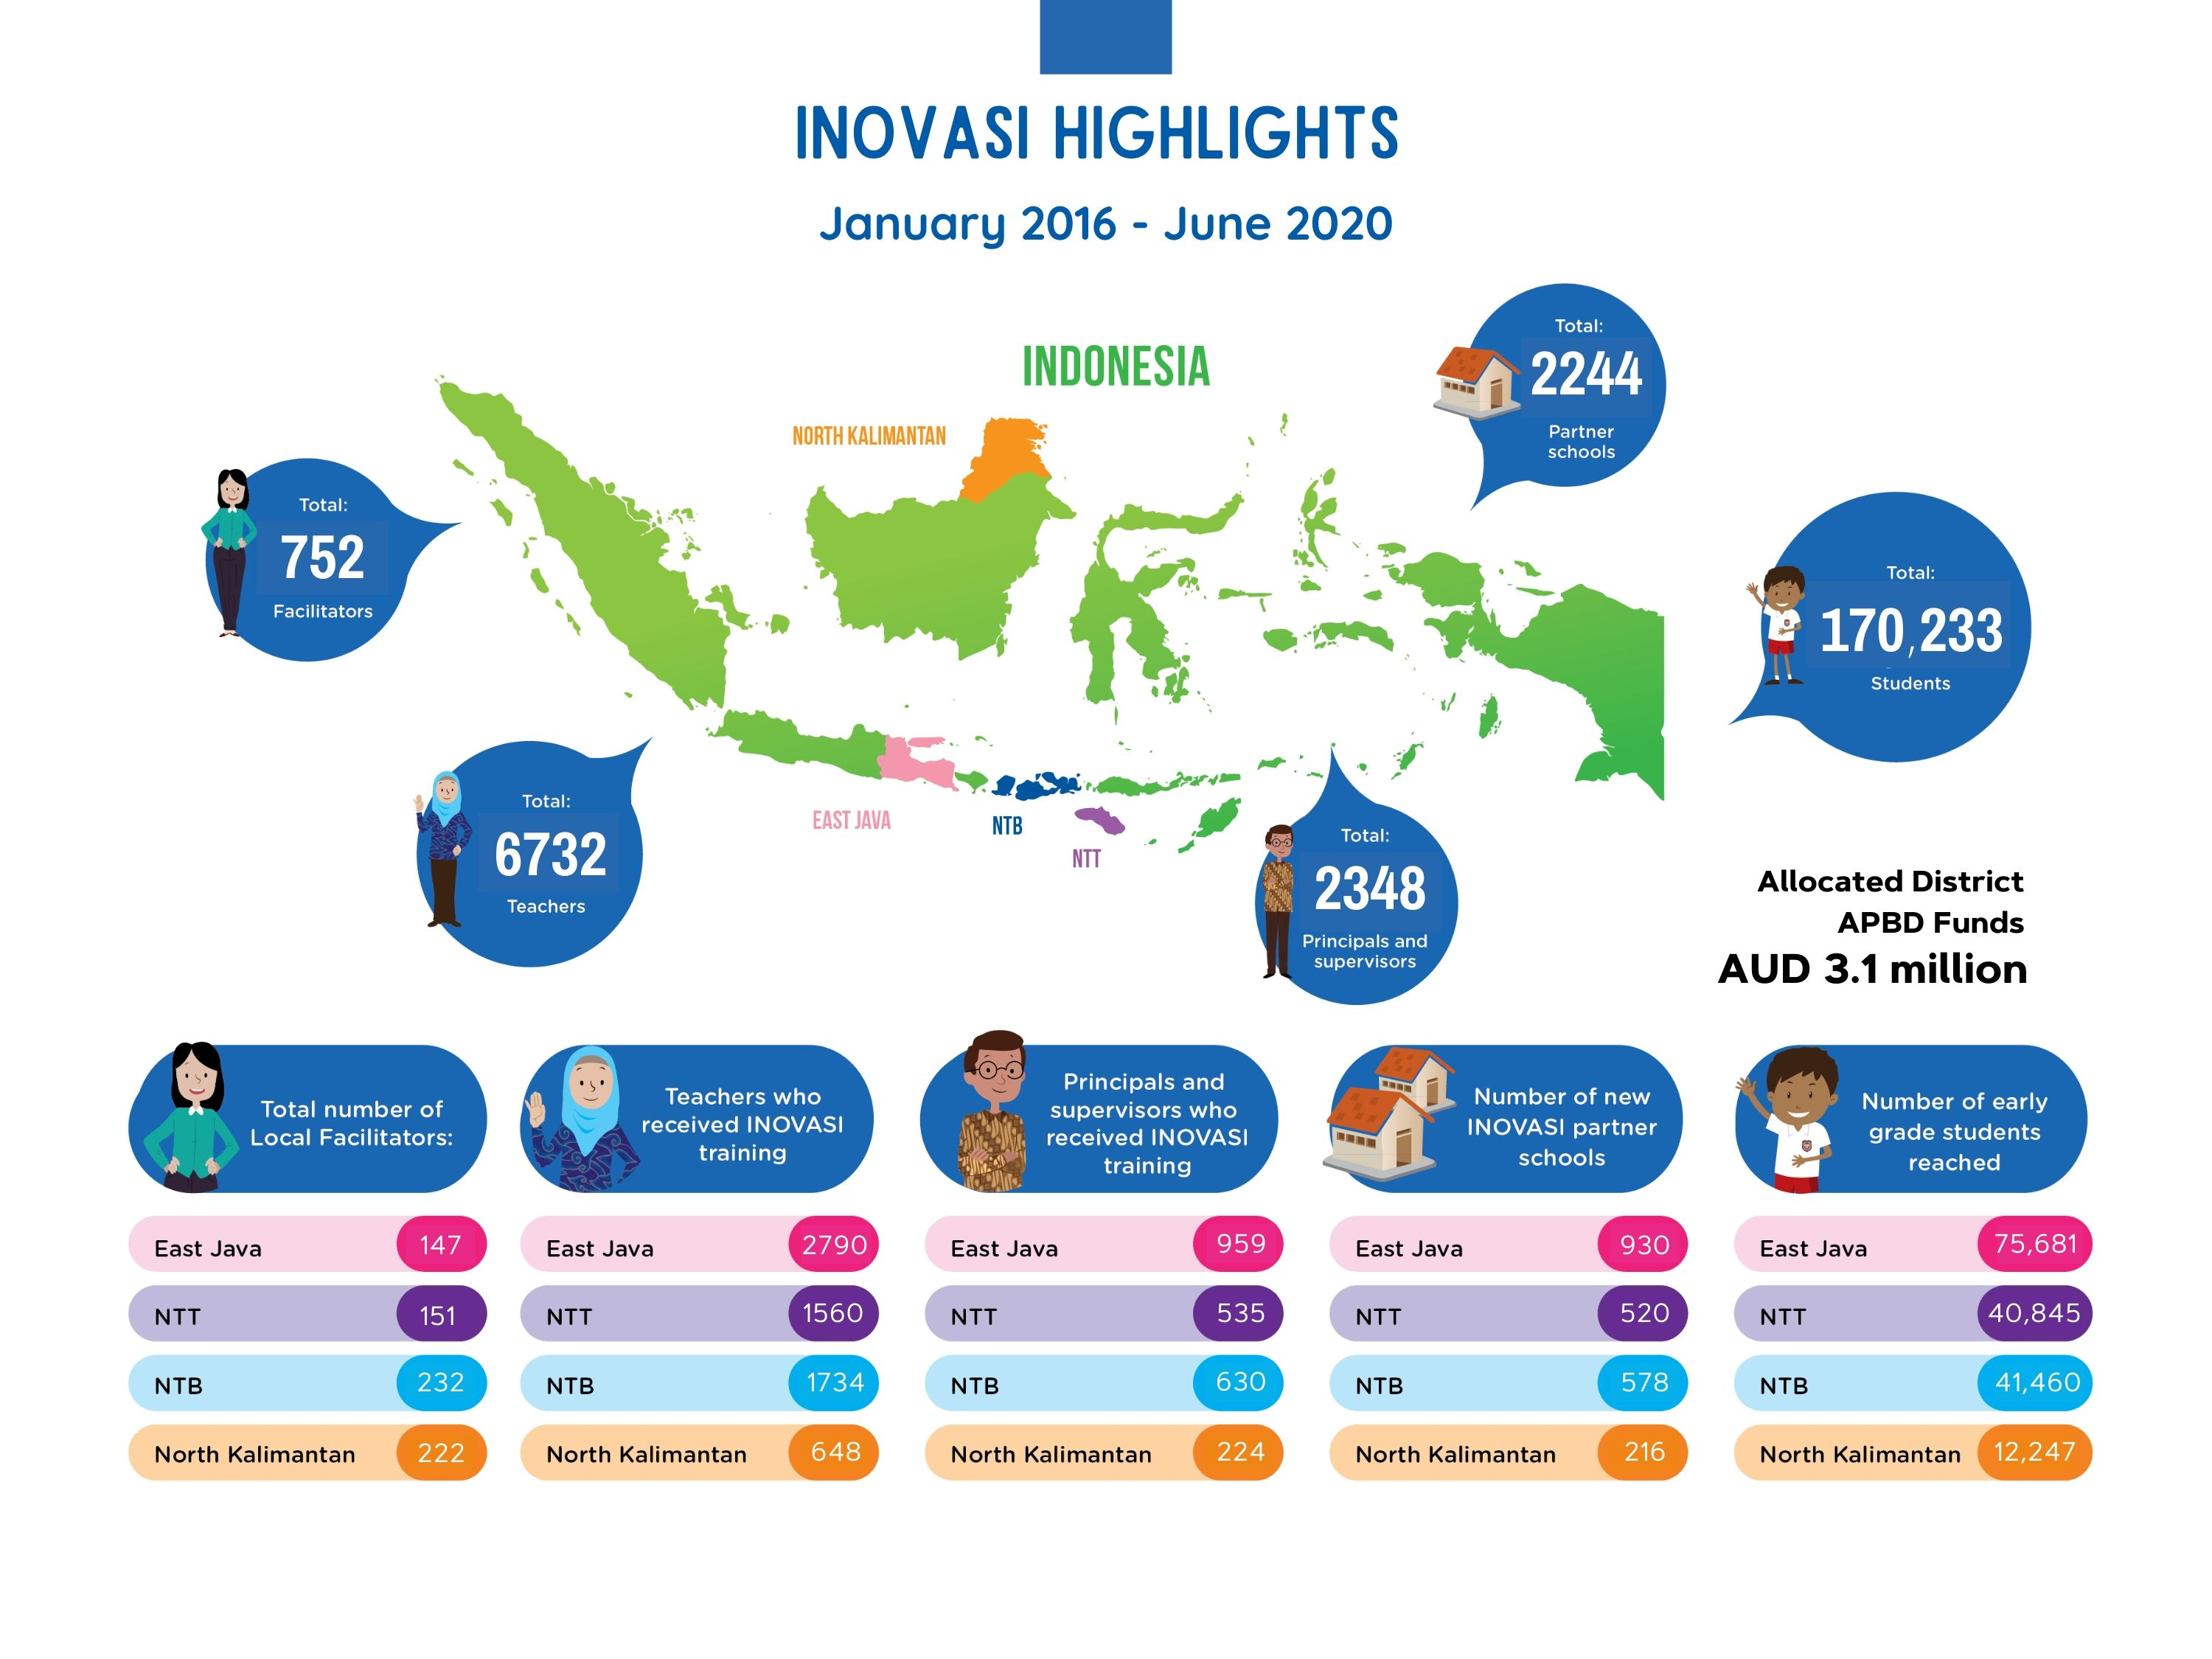 INOVASI HIGHLIGHTS
January 2016 - June 2020
INDONESIA
NORTH KALIMANTAN
EAST JAVA
NTB
NTT
Total:
2244
Partner
schools
Total:
752
Facilitators
Total:
170,233
Students
Total:
6732
Teachers
Total:
2348
Principals and
supervisors
Allocated District
APBD Funds
AUD 3.1 million
Total number of
Local Facilitators:
East Java 147
NTT 151
NTB 232
North Kalimantan 222
Teachers who
received INOVASI
training
East Java 2790
NTT 1560
NTB 1734
North Kalimantan 648
Principals and
supervisors who
received INOVASI
training
East Java 959
NTT 535
NTB 630
North Kalimantan 224
Number of new
INOVASI partner
schools
East Java 930
NTT 520
NTB 578
North Kalimantan 216
Number of early
grade students
reached
East Java 75,681
NTT 40,845
NTB 41,460
North Kalimantan 12,247